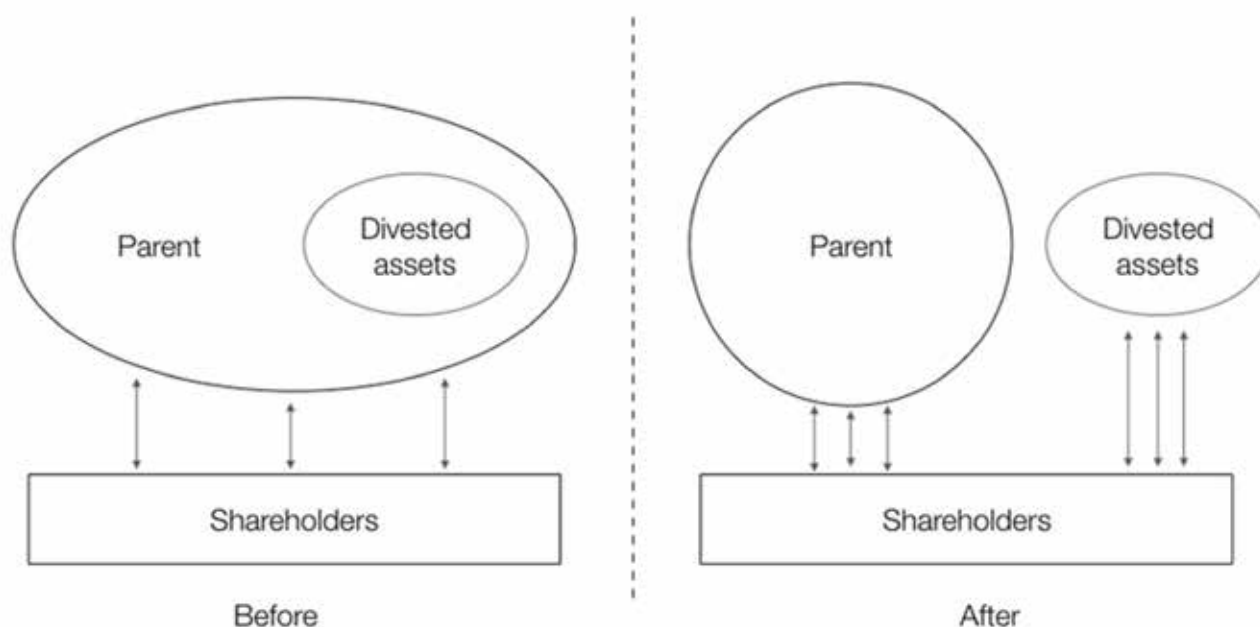 Parent
Divested
assets
Shareholders
Before
Parent
Divested
assets
Shareholders
After